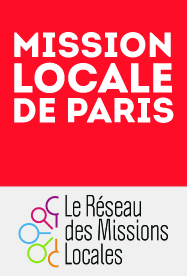 MISSION
LOCALE
DE PARIS
Le Réseau
des Missions
Locales